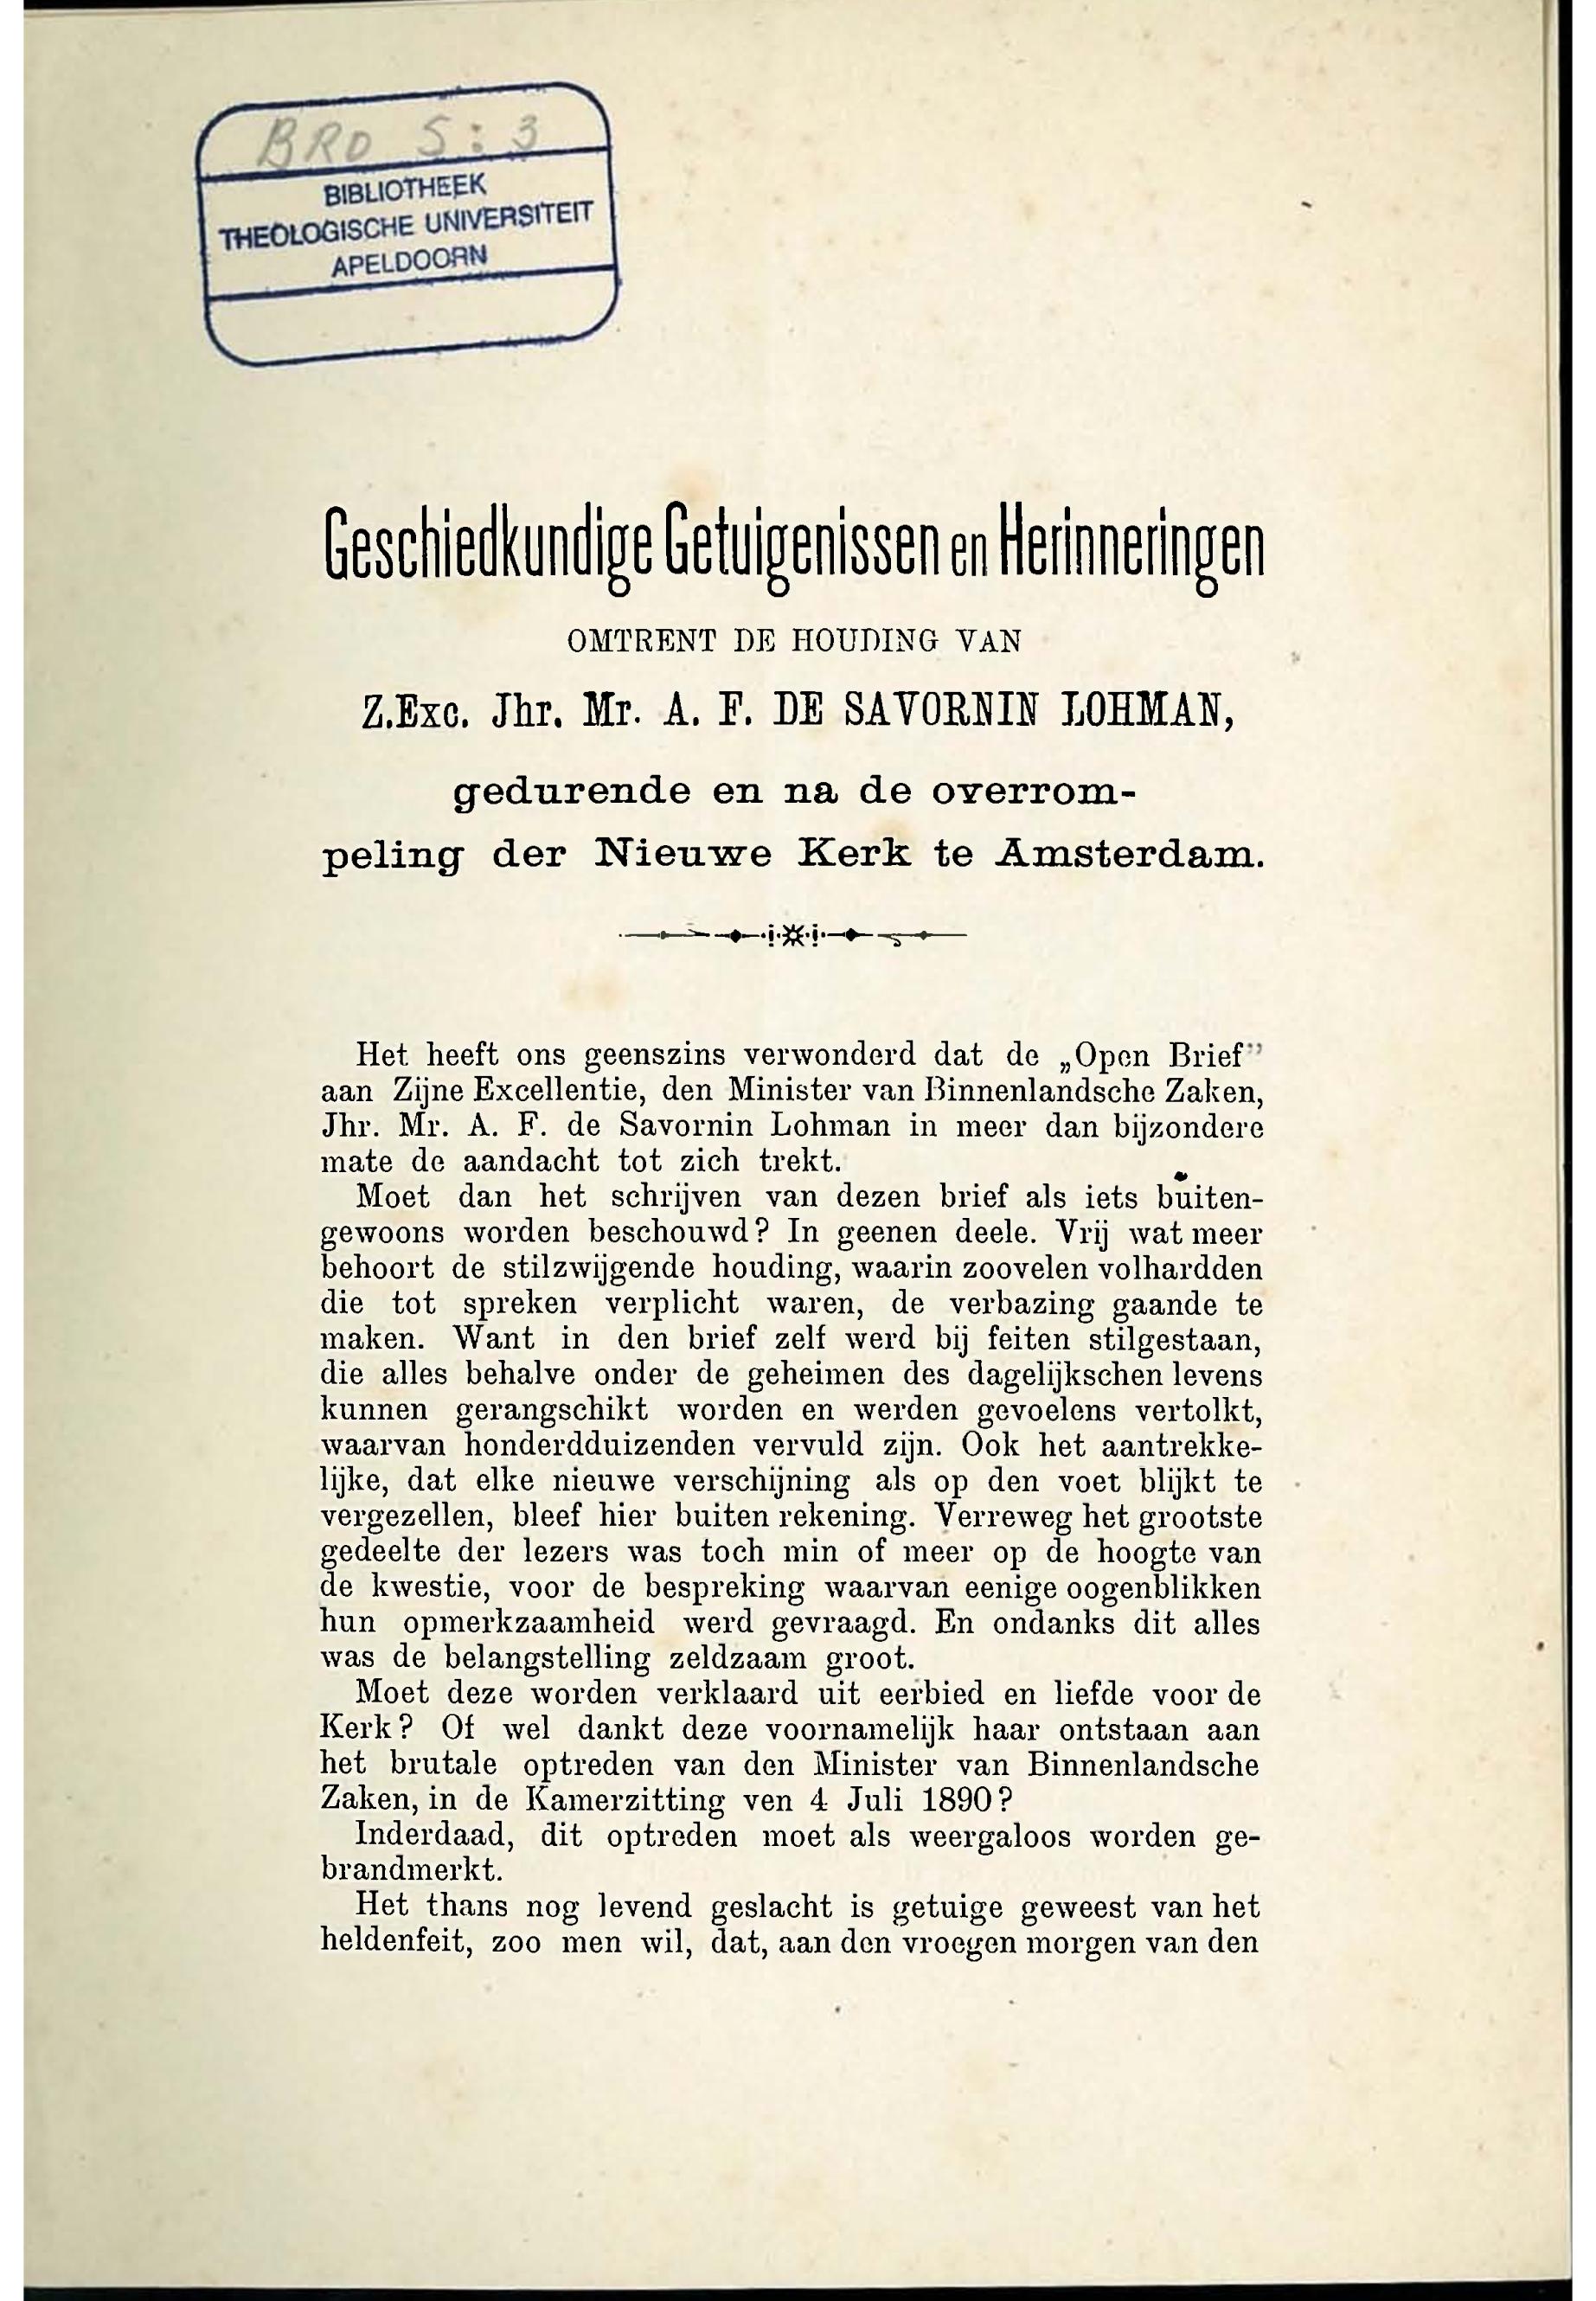 BRO S: 3
BIBLIOTHEEK
THEOLOGISCHE UNIVERSITEIT
APELDOORN
Geschiedkundige Getuigenissen en Herinneringen
OMTRENT DE HOUDING VAN
Z.Exc. Jhr. Mr. A. F. DE SAVORNIN LOHMAN,
gedurende en na de overrom-
peling der Nieuwe Kerk te Amsterdam.
Het heeft ons geenszins verwonderd dat de „Open Brief”
aan Zijne Excellentie, den Minister van Binnenlandsche Zaken,
Jhr. Mr. A. F. de Savornin Lohman in meer dan bijzondere
mate de aandacht tot zich trekt.
Moet dan het schrijven van dezen brief als iets buiten-
gewoons worden beschouwd? In geenen deele. Vrij wat meer
behoort de stilzwijgende houding, waarin zoovelen volhardden
die tot spreken verplicht waren, de verbazing gaande te
maken. Want in den brief zelf werd bij feiten stilgestaan,
die alles behalve onder de geheimen des dagelijkschen levens
kunnen gerangschikt worden en werden gevoelens vertolkt,
waarvan honderdduizenden vervuld zijn. Ook het aantrekke-
lijke, dat elke nieuwe verschijning als op den voet blijkt te
vergezellen, bleef hier buiten rekening. Verreweg het grootste
gedeelte der lezers was toch min of meer op de hoogte van
de kwestie, voor de bespreking waarvan eenige oogenblikken
hun opmerkzaamheid werd gevraagd. En ondanks dit alles
was de belangstelling zeldzaam groot.
Moet deze worden verklaard uit eerbied en liefde voor de
Kerk? Of wel dankt deze voornamelijk haar ontstaan aan
het brutale optreden van den Minister van Binnenlandsche
Zaken, in de Kamerzitting ven 4 Juli 1890?
Inderdaad, dit optreden moet als weergaloos worden ge-
brandmerkt.
Het thans nog levend geslacht is getuige geweest van het
heldenfeit, zoo men wil, dat, aan den vroegen morgen van den